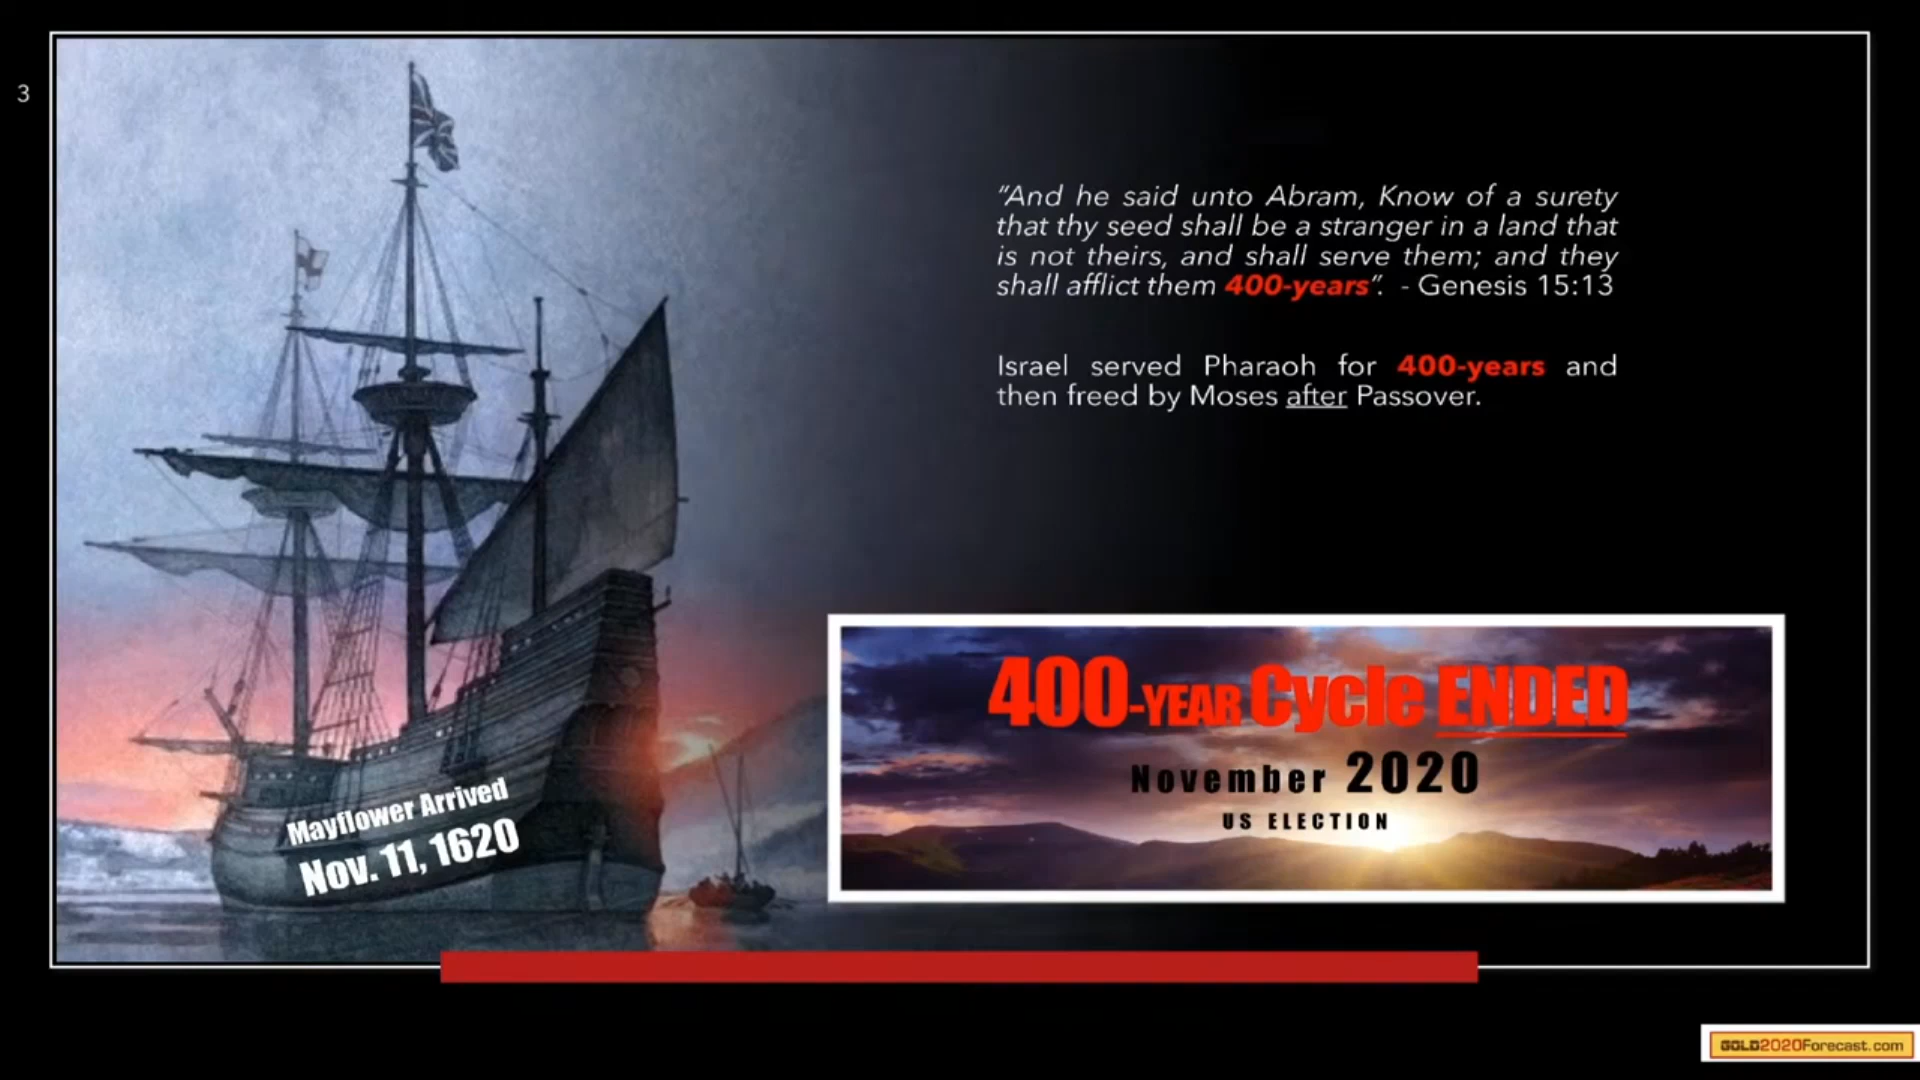 3
“And he said unto Abram, Know of a surety
that thy seed shall be a stranger in a land that
is not theirs, and shall serve them; and they
shall afflict them 400-years”. - Genesis 15:13
Israel served Pharaoh for 400-years and
then freed by Moses after Passover.
400-YEAR Cycle ENDED
November 2020
US ELECTION
Mayflower Arrived
Nov. 11, 1620
GOLD2020Forecast.com